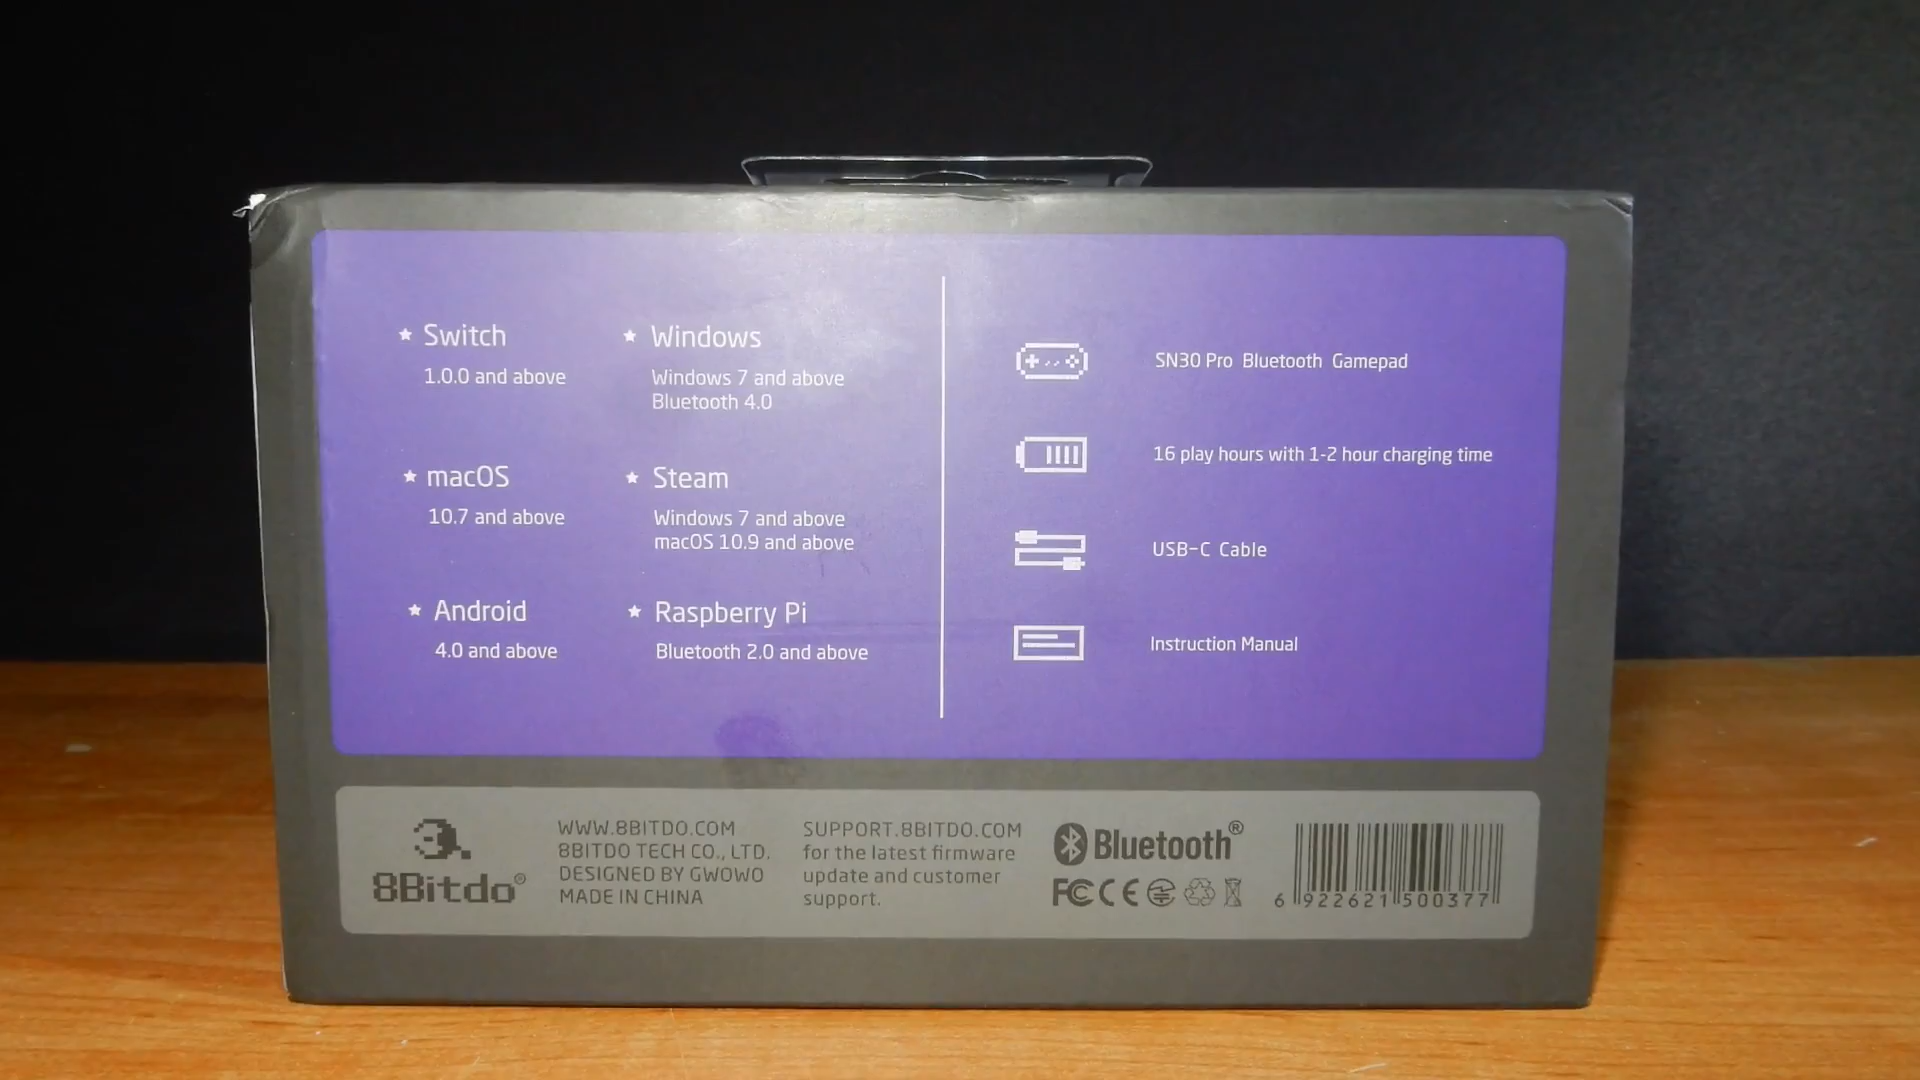 Switch
1.0.0 and above
Windows
Windows 7 and above
Bluetooth 4.0
macOS
10.7 and above
Steam
Windows 7 and above
macOS 10.9 and above
Android
4.0 and above
Raspberry Pi
Bluetooth 2.0 and above
SN30 Pro Bluetooth Gamepad
16 play hours with 1-2 hour charging time
USB-C Cable
Instruction Manual
8Bitdo®
WWW.8BITDO.COM
8BITDO TECH CO., LTD.
DESIGNED BY GWOWO
MADE IN CHINA
SUPPORT.8BITDO.COM
for the latest firmware
update and customer
support.
Bluetooth®
FC CE
6 922621 500377